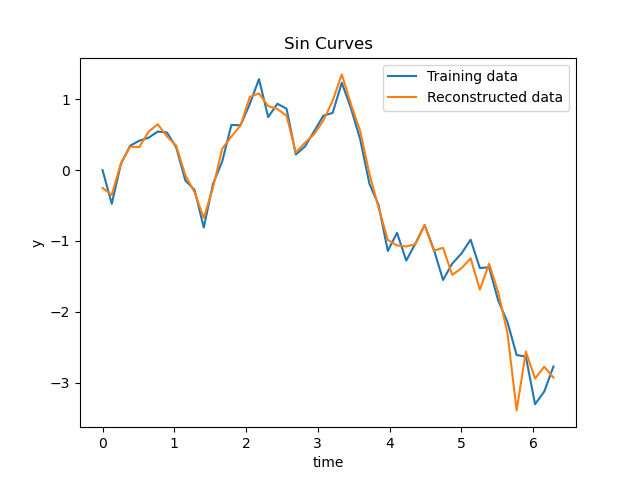 Sin Curves
Training data
Reconstructed data
1
0
−1
−2
−3
y
0 1 2 3 4 5 6
time